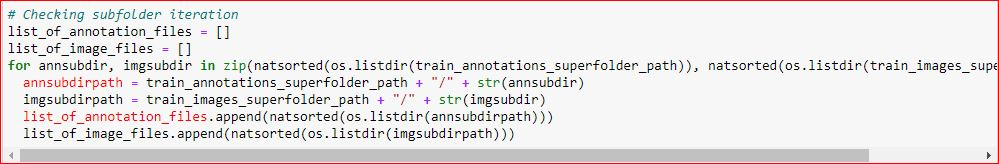 # Checking subfolder iteration
list_of_annotation_files = []
list_of_image_files = []
for annsubdir, imgsubdir in zip(natsorted(os.listdir(train_annotations_superfolder_path)), natsorted(os.listdir(train_images_supe
  annsubdirpath = train_annotations_superfolder_path + "/" + str(annsubdir)
  imgsubdirpath = train_images_superfolder_path + "/" + str(imgsubdir)
  list_of_annotation_files.append(natsorted(os.listdir(annsubdirpath)))
  list_of_image_files.append(natsorted(os.listdir(imgsubdirpath)))